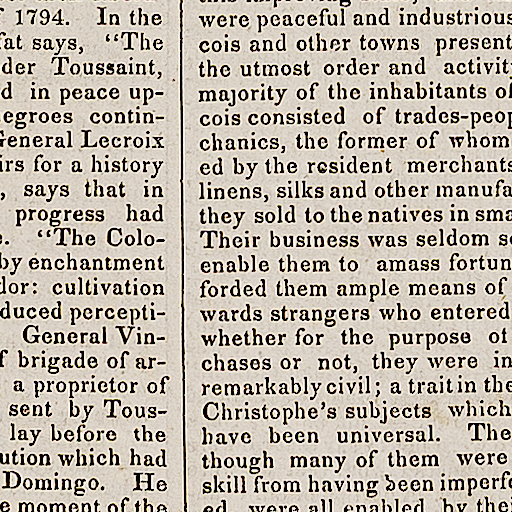 1794. In the
fat says, “The
der Toussaint,
d in peace up-
egroes contin-
General Lecroix
irs for a history
, says that in
progress had
“The Colo-
by enchantment
lor: cultivation
duced percepti-
General Vin-
f brigade of ar-
a proprietor of
sent by Tous-
lay before the
ution which had
Domingo. He
e moment of the
were peaceful and industrious
cois and other towns present
the utmost order and activit
majority of the inhabitants of
cois consisted of trades-peop
chanics, the former of whom
ed by the resident merchants
linens, silks and other manufa
they sold to the natives in sma
Their business was seldom s
enable them to amass fortun
forded them ample means of
wards strangers who entered
whether for the purpose of
chases or not, they were in
remarkably civil; a trait in the
Christophe's subjects which
have been universal. The
though many of them were
skill from having been imperfe
ed were all enabled by thei